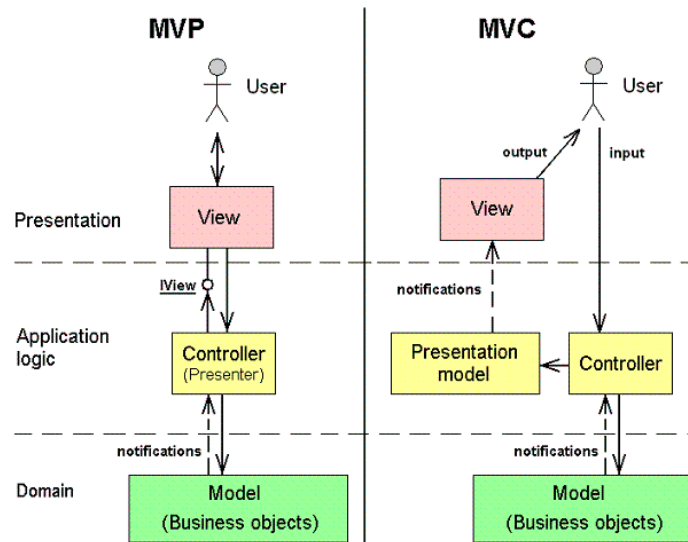 MVP
MVC
User
User
output
input
View
View
Presentation
IView
notifications
Application
logic
Controller
(Presenter)
Presentation
model
Controller
notifications
notifications
Domain
Model
(Business objects)
Model
(Business objects)